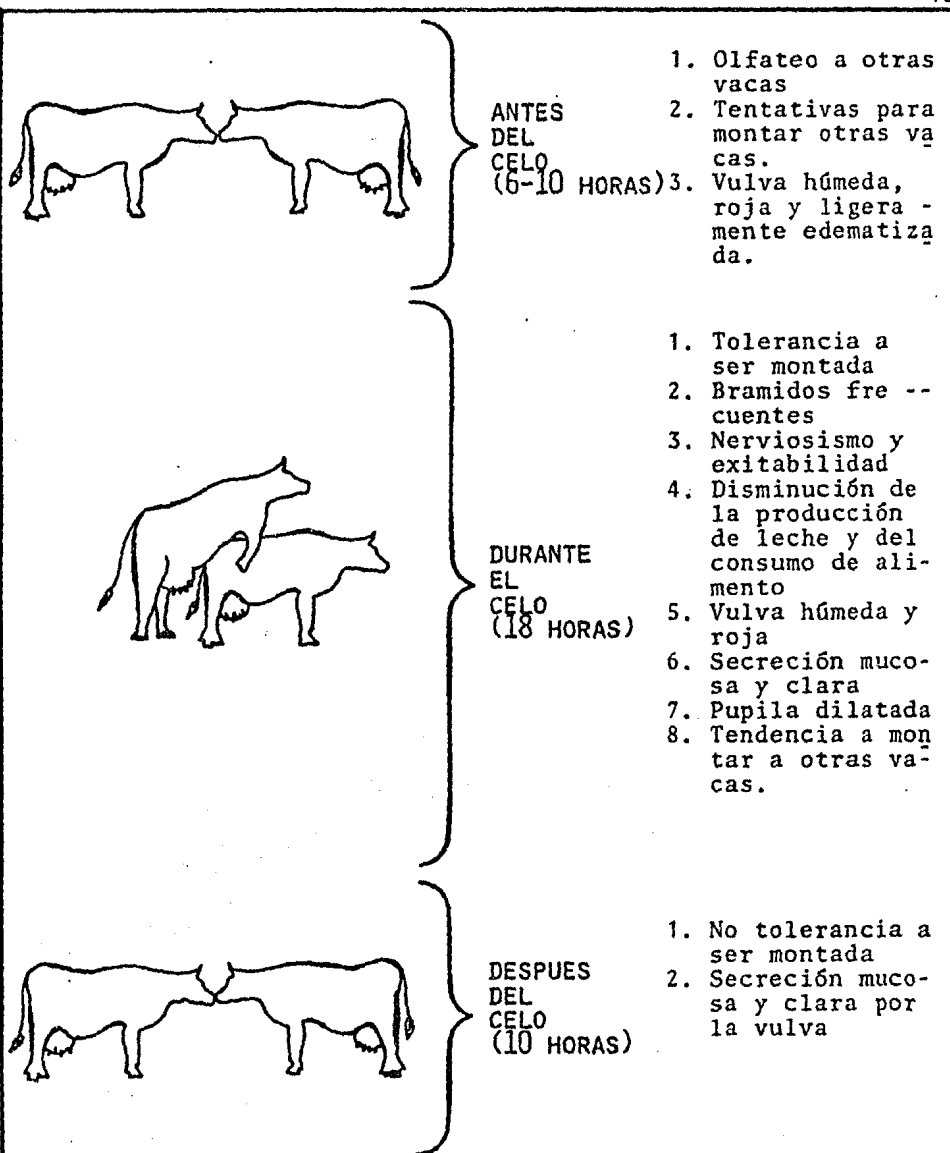 ANTES
DEL
CELO
(6-10 HORAS)
1. Olfateo a otras
vacas
2. Tentativas para
montar otras va
cas.
3. Vulva húmeda,
roja y ligera -
mente edematiza
da.
DURANTE
EL
CELO
(18 HORAS)
1. Tolerancia a
ser montada
2. Bramidos fre --
cuentes
3. Nerviosismo y
exitabilidad
4. Disminución de
la producción
de leche y del
consumo de ali-
mento
5. Vulva húmeda y
roja
6. Secreción muco-
sa y clara
7. Pupila dilatada
8. Tendencia a mon
tar a otras va-
cas.
DESPUES
DEL
CELO
(10 HORAS)
1. No tolerancia a
ser montada
2. Secreción muco-
sa y clara por
la vulva